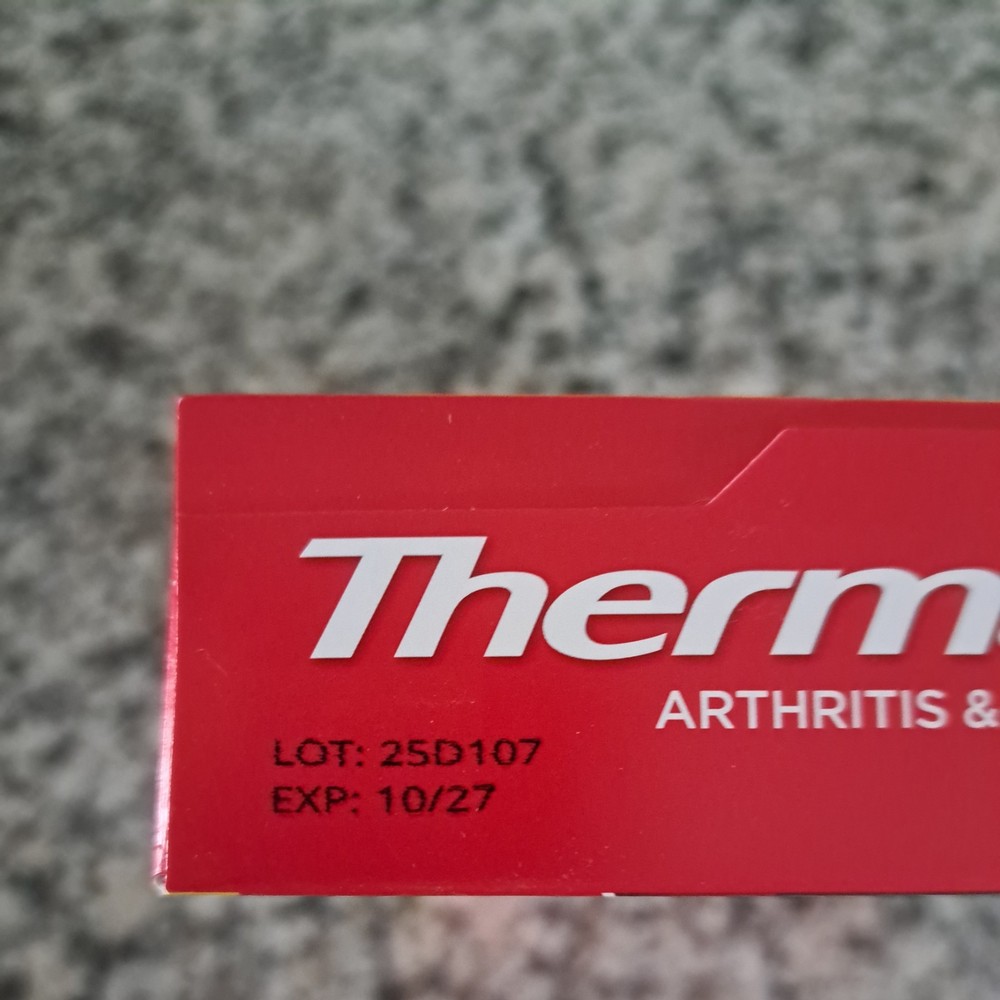 Therm
ARTHRITIS &
LOT: 25D107
EXP: 10/27